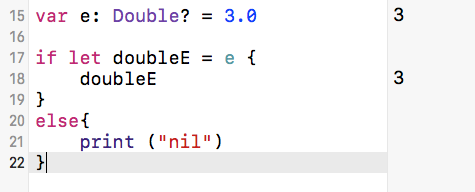 15 var e: Double? = 3.0 3
16
17 if let doubleE = e {
18     doubleE 3
19 }
20 else{
21     print ("nil")
22 }